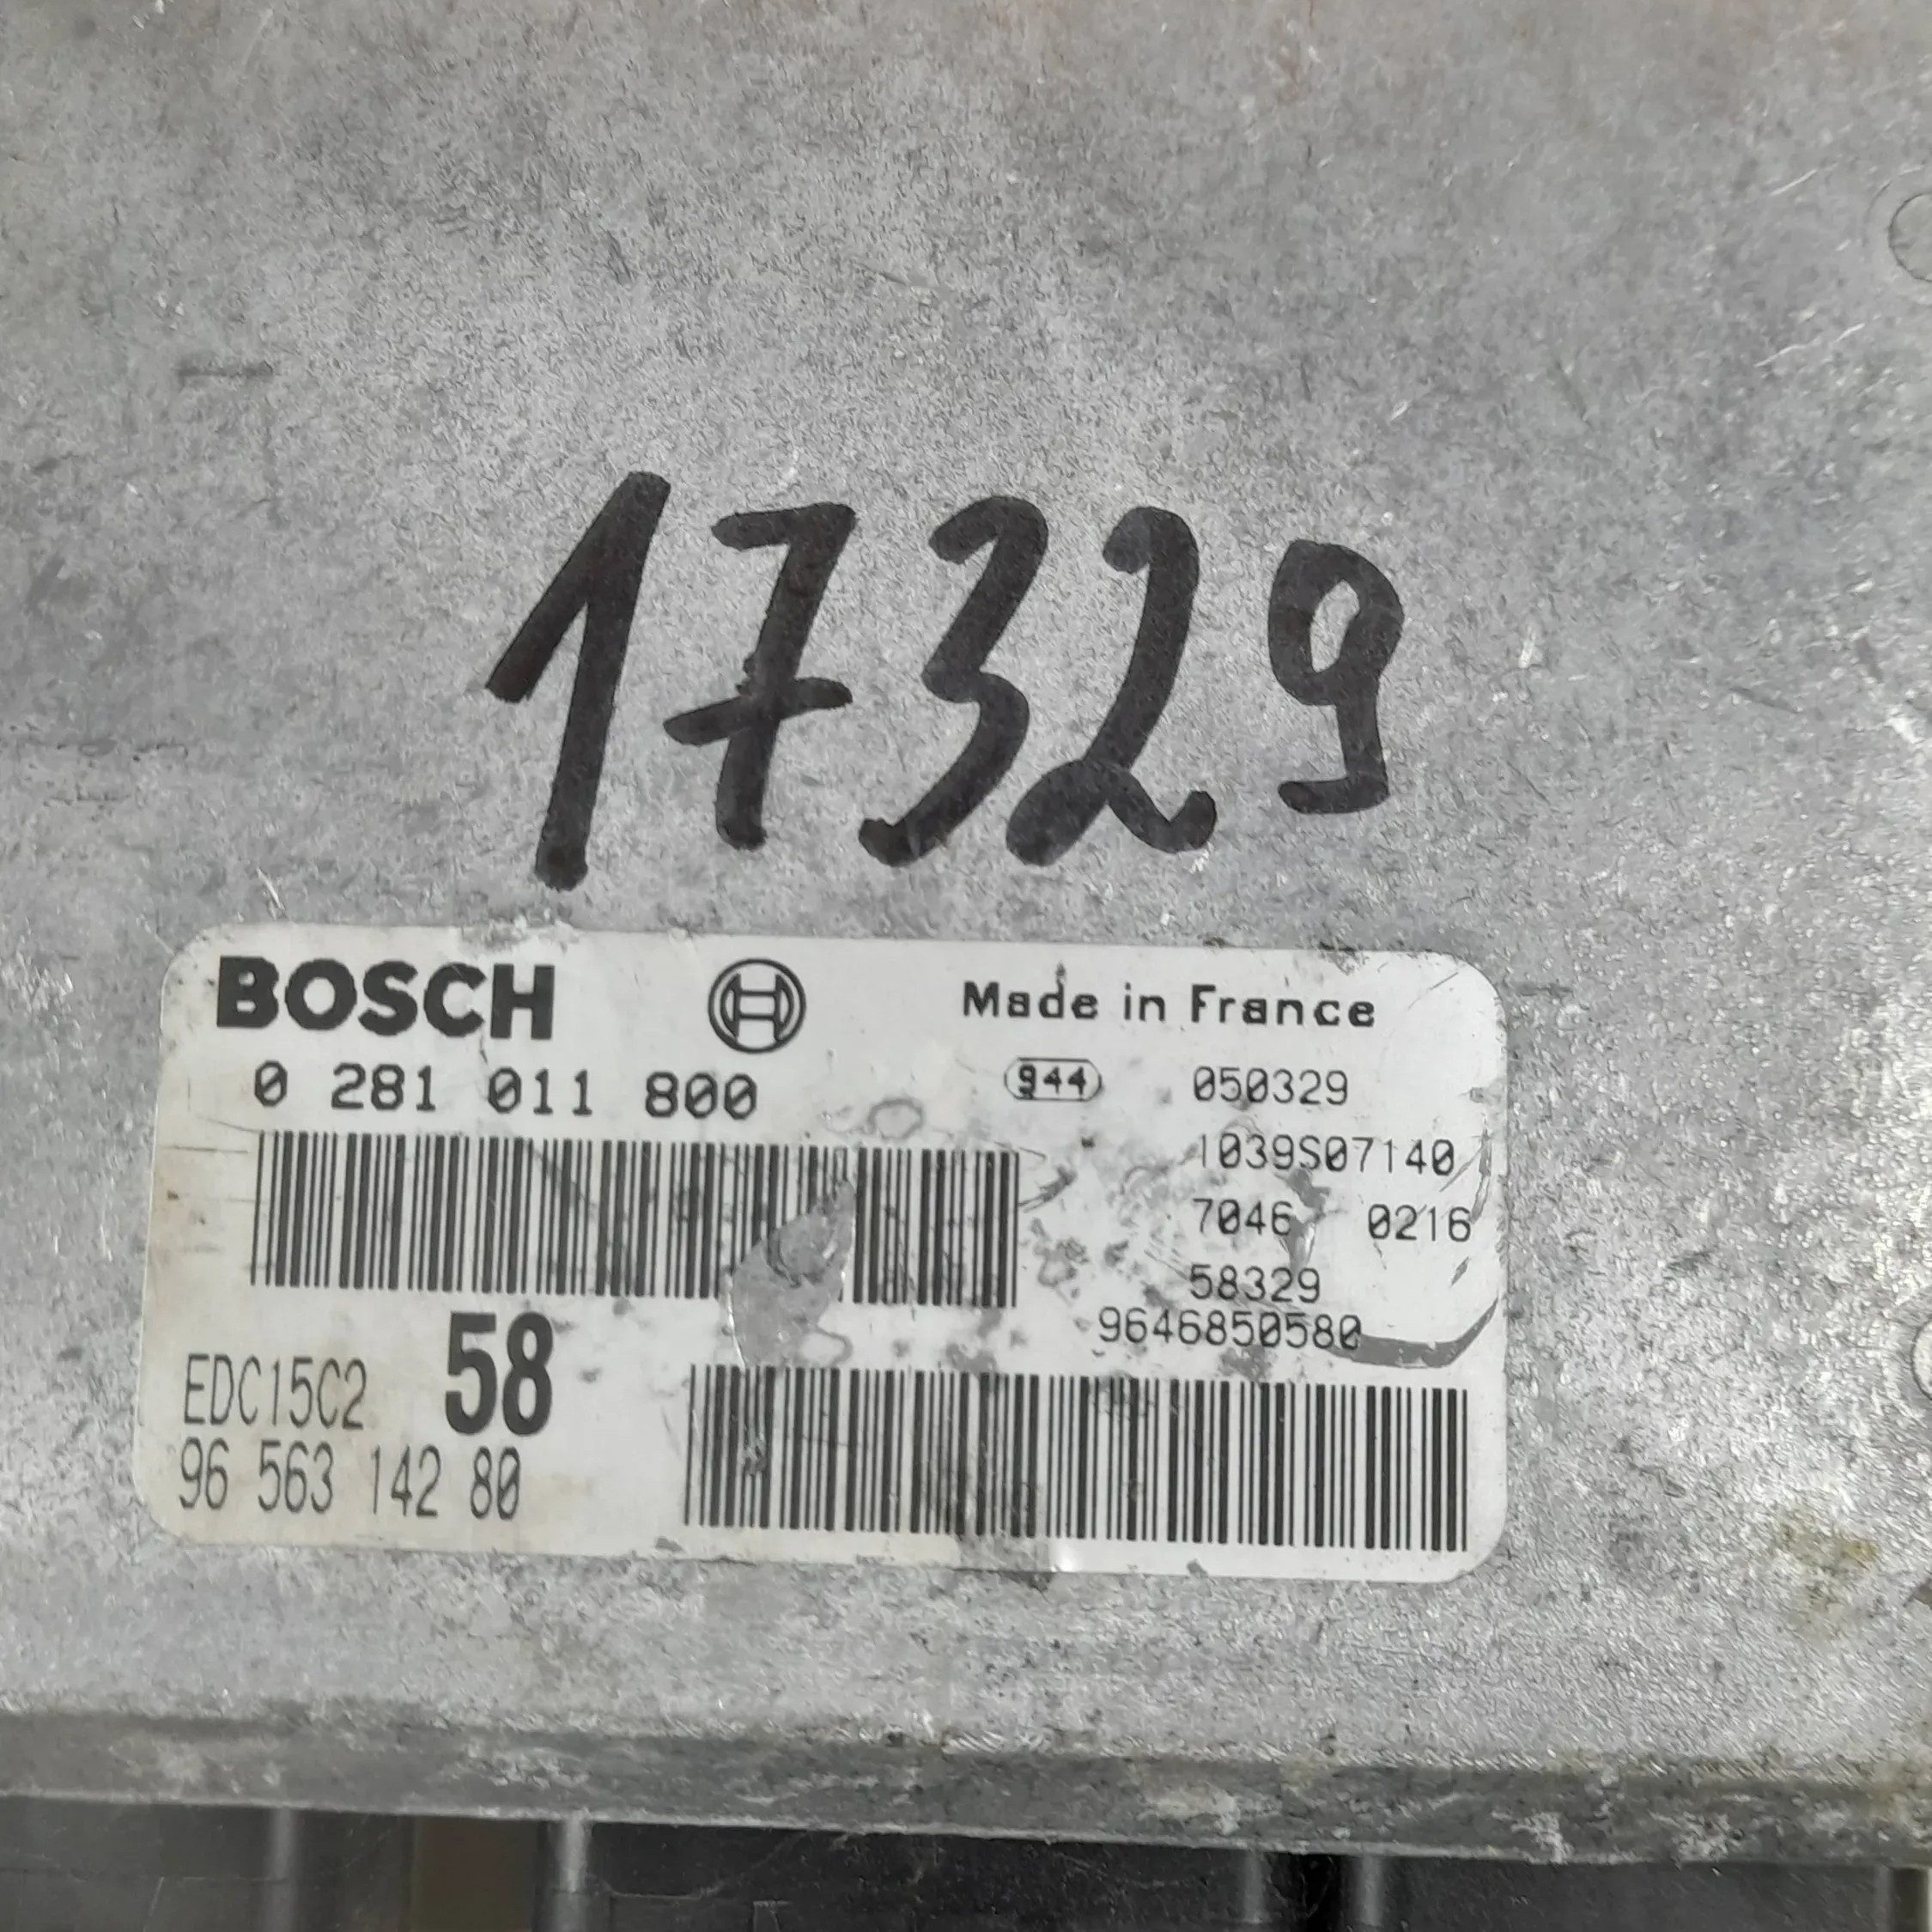 17329
BOSCH Made in France
0 281 011 800 944 050329
1039S07140
7046 0216
58329
9646850580
EDC15C2 58
96 563 142 80